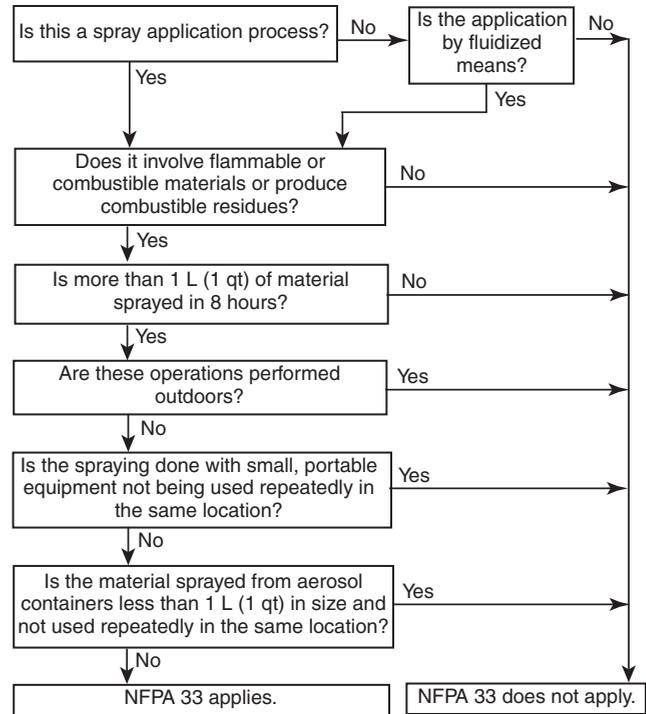 Is this a spray application process?
No
Is the application
by fluidized
means?
No
Yes
Yes
Does it involve flammable or
combustible materials or produce
combustible residues?
No
Yes
Is more than 1 L (1 qt) of material
sprayed in 8 hours?
No
Yes
Are these operations performed
outdoors?
Yes
No
Is the spraying done with small, portable
equipment not being used repeatedly in
the same location?
Yes
No
Is the material sprayed from aerosol
containers less than 1 L (1 qt) in size and
not used repeatedly in the same location?
Yes
No
NFPA 33 applies.
NFPA 33 does not apply.